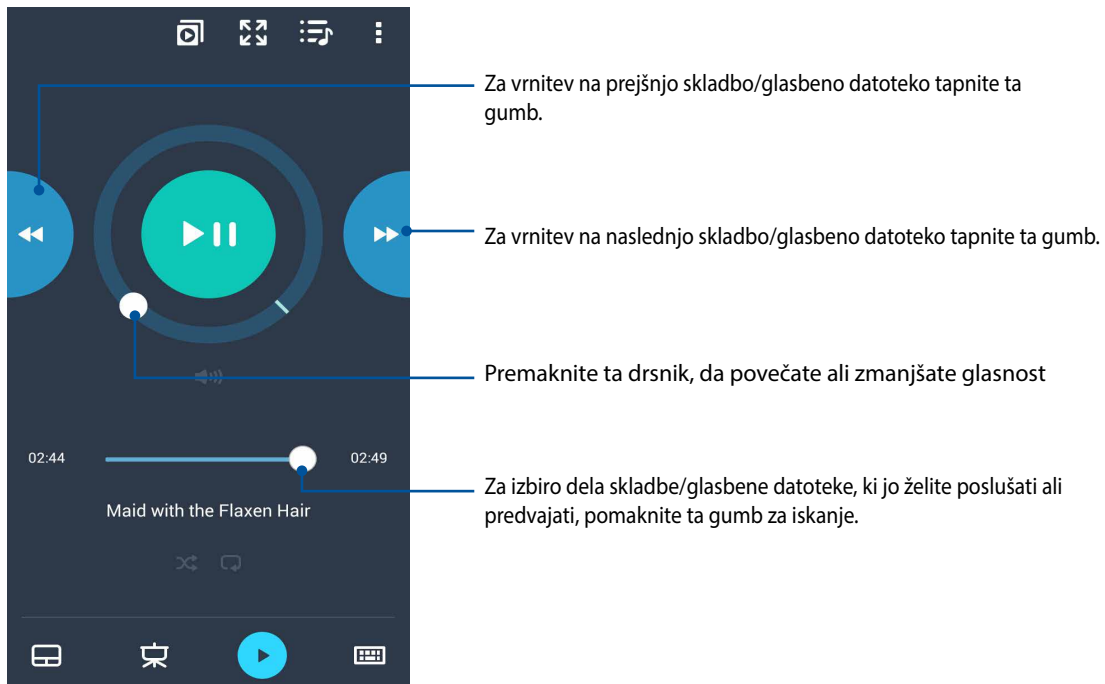 Za vrnitev na prejšnjo skladbo/glasbeno datoteko tapnite ta
gumb.
Za vrnitev na naslednjo skladbo/glasbeno datoteko tapnite ta gumb.
Premaknite ta drsnik, da povečate ali zmanjšate glasnost
02:44
02:49
Za izbiro dela skladbe/glasbene datoteke, ki jo želite poslušati ali
predvajati, pomaknite ta gumb za iskanje.
Maid with the Flaxen Hair